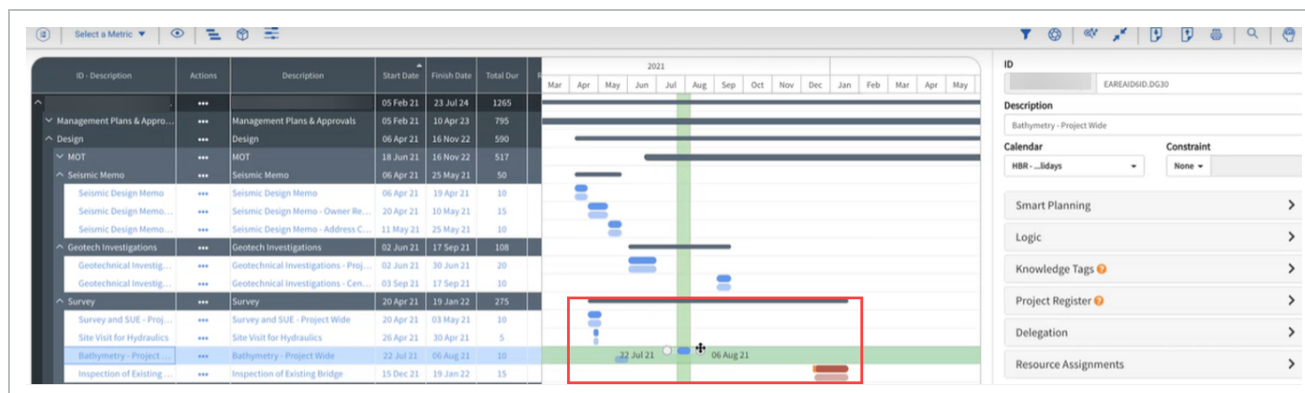 Select a Metric
2021
ID - Description Actions Description Start Date Finish Date Total Dur
Mar Apr May Jun Jul Aug Sep Oct Nov Dec Jan Feb Mar Apr May
05 Feb 21 23 Jul 24 1265
Management Plans & Appro... ••• Management Plans & Approvals 05 Feb 21 10 Apr 23 795
Design ••• Design 06 Apr 21 16 Nov 22 590
MOT ••• MOT 18 Jun 21 16 Nov 22 517
Seismic Memo ••• Seismic Memo 06 Apr 21 25 May 21 50
Seismic Design Memo ••• Seismic Design Memo 06 Apr 21 19 Apr 21 10
Seismic Design Memo... ••• Seismic Design Memo - Owner Re... 20 Apr 21 10 May 21 15
Seismic Design Memo... ••• Seismic Design Memo - Address C... 11 May 21 25 May 21 10
Geotech Investigations ••• Geotech Investigations 02 Jun 21 17 Sep 21 108
Geotechnical Investig... ••• Geotechnical Investigations - Proj... 02 Jun 21 30 Jun 21 20
Geotechnical Investig... ••• Geotechnical Investigations - Cen... 03 Sep 21 17 Sep 21 10
Survey ••• Survey 20 Apr 21 19 Jan 22 275
Survey and SUE - Proj... ••• Survey and SUE - Project Wide 20 Apr 21 03 May 21 10
Site Visit for Hydraulics ••• Site Visit for Hydraulics 26 Apr 21 30 Apr 21 5
Bathymetry - Project ... ••• Bathymetry - Project Wide 22 Jul 21 06 Aug 21 10
22 Jul 21 06 Aug 21
Inspection of Existing ... ••• Inspection of Existing Bridge 15 Dec 21 19 Jan 22 15
ID
Description
Bathymetry - Project Wide
Calendar Constraint
HBR - ...lidays None
Smart Planning
Logic
Knowledge Tags
Project Register
Delegation
Resource Assignments